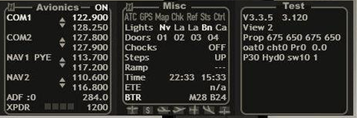 Avionics ON
COM1 122.900
128.250
COM2 127.800
127.900
NAV1 PYE 113.700
117.200
NAV2 110.600
116.800
ADF :0 284.0
XPDR 1200
Misc
ATC GPS Map Chk Ref Sts Ctrl
Lights Nv La La Bn Ca
Doors 01 02 03 04
Chocks OFF
Steps UP
Ramp ---
Time 22:33 15:33
ETE n/a
BTR M28 B24
Test
V3.3.5 3.120
View 2
Prop 675 650 675 650
oat0 cht0 Pr0 0.0
P30 Hyd0 sw10 1